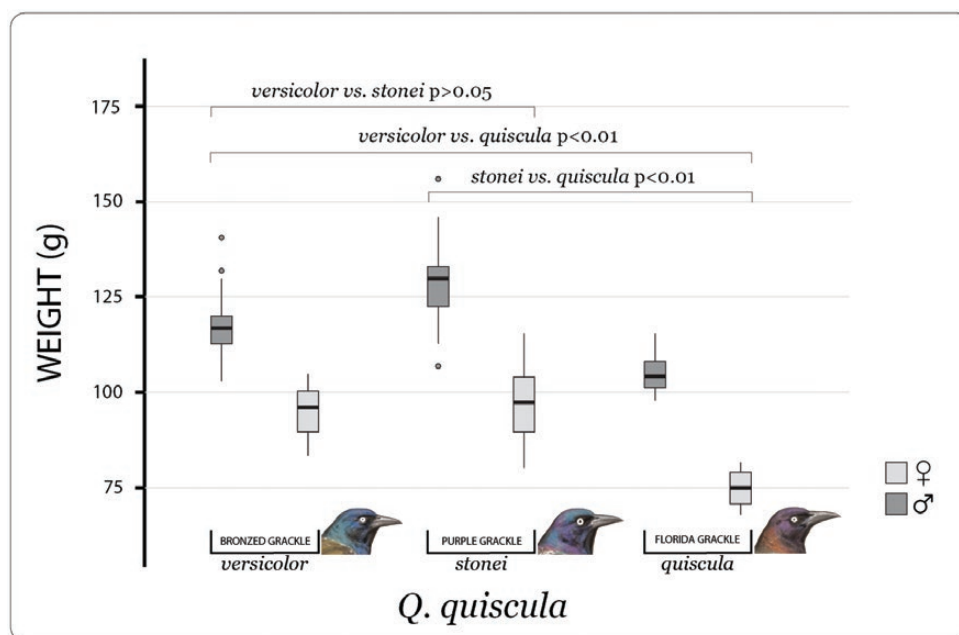 versicolor vs. stonei p>0.05
versicolor vs. quiscula p<0.01
stonei vs. quiscula p<0.01
WEIGHT (g)
175
150
125
100
75
♀
♂
BRONZED GRACKLE
PURPLE GRACKLE
FLORIDA GRACKLE
versicolor
stonei
quiscula
Q. quiscula